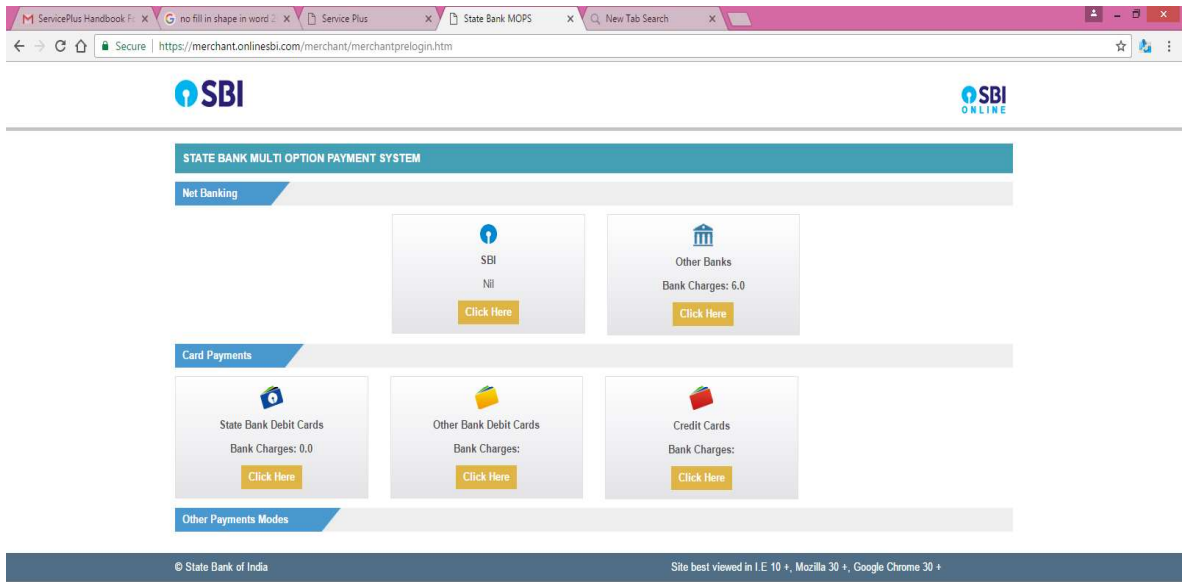 ServicePlus Handbook F
no fill in shape in word 2
Service Plus
State Bank MOPS
New Tab Search
Secure
https://merchant.onlinesbi.com/merchant/merchantprelogin.htm
SBI
SBI
ONLINE
STATE BANK MULTI OPTION PAYMENT SYSTEM
Net Banking
SBI
Nil
Click Here
Other Banks
Bank Charges: 6.0
Click Here
Card Payments
State Bank Debit Cards
Bank Charges: 0.0
Click Here
Other Bank Debit Cards
Bank Charges:
Click Here
Credit Cards
Bank Charges:
Click Here
Other Payments Modes
© State Bank of India
Site best viewed in I.E 10 +, Mozilla 30 +, Google Chrome 30 +